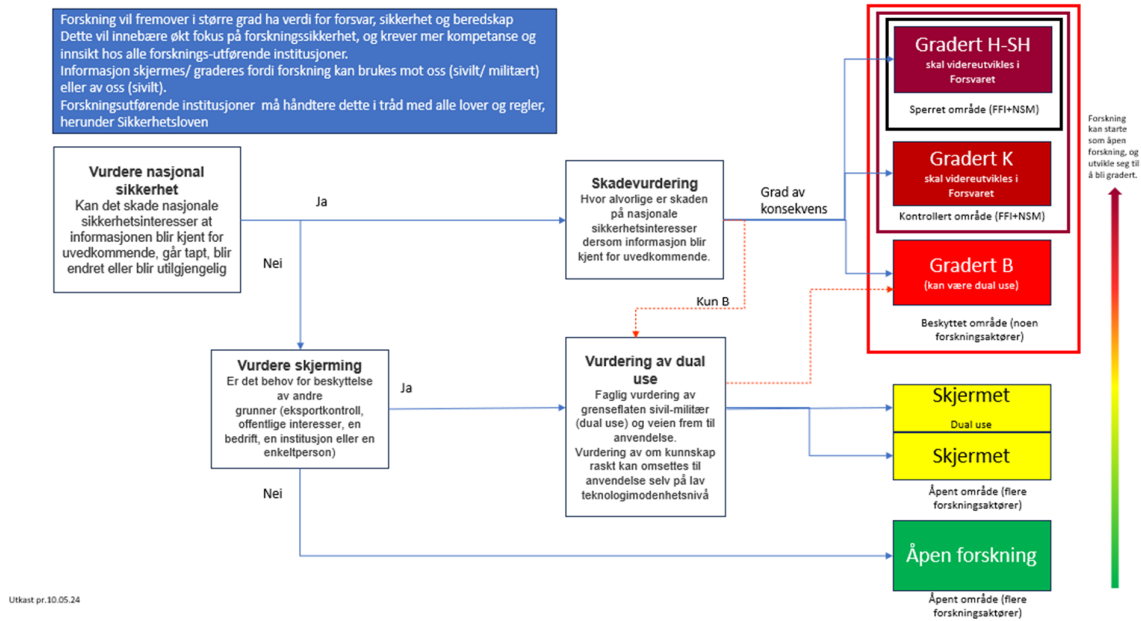 Forskning vil fremover i større grad ha verdi for forsvar, sikkerhet og beredskap
Dette vil innebære økt fokus på forskningssikkerhet, og krever mer kompetanse og
innsikt hos alle forsknings-utførende institusjoner.
Informasjon skjermes/ graderes fordi forskning kan brukes mot oss (sivilt/ militært)
eller av oss (sivilt).
Forskningsutførende institusjoner må håndtere dette i tråd med alle lover og regler,
herunder Sikkerhetsloven
Vurdere nasjonal
sikkerhet
Kan det skade nasjonale
sikkerhetsinteresser at
informasjonen blir kjent for
uvedkommende, går tapt, blir
endret eller blir utilgjengelig
Ja
Nei
Skadevurdering
Hvor alvorlige er skaden
på nasjonale
sikkerhetsinteresser
dersom informasjon blir
kjent for uvedkommende.
Grad av
konsekvens
Kun B
Vurdere skjerming
Er det behov for beskyttelse
av andre
grunner (eksportkontroll,
offentlige interesser, en
bedrift, en institusjon eller en
enkeltperson)
Ja
Nei
Vurdering av dual
use
Faglig vurdering av
grenseflaten sivil-militær
(dual use) og veien frem til
anvendelse.
Vurdering av om kunnskap
raskt kan omsettes til
anvendelse selv på lav
teknologimodenhetsnivå
Gradert H-SH
skal videreutvikles i
Forsvaret
Sperret område (FFI+NSM)
Gradert K
skal videreutvikles i
Forsvaret
Kontrollert område (FFI+NSM)
Gradert B
(kan være dual use)
Beskyttet område (noen
forskningsaktører)
Skjermet
Dual use
Skjermet
Åpent område (flere
forskningsaktører)
Åpen forskning
Åpent område (flere
forskningsaktører)
Forskning
kan starte
som åpen
forskning, og
utvikle seg til
å bli gradert.
Utkast pr.10.05.24